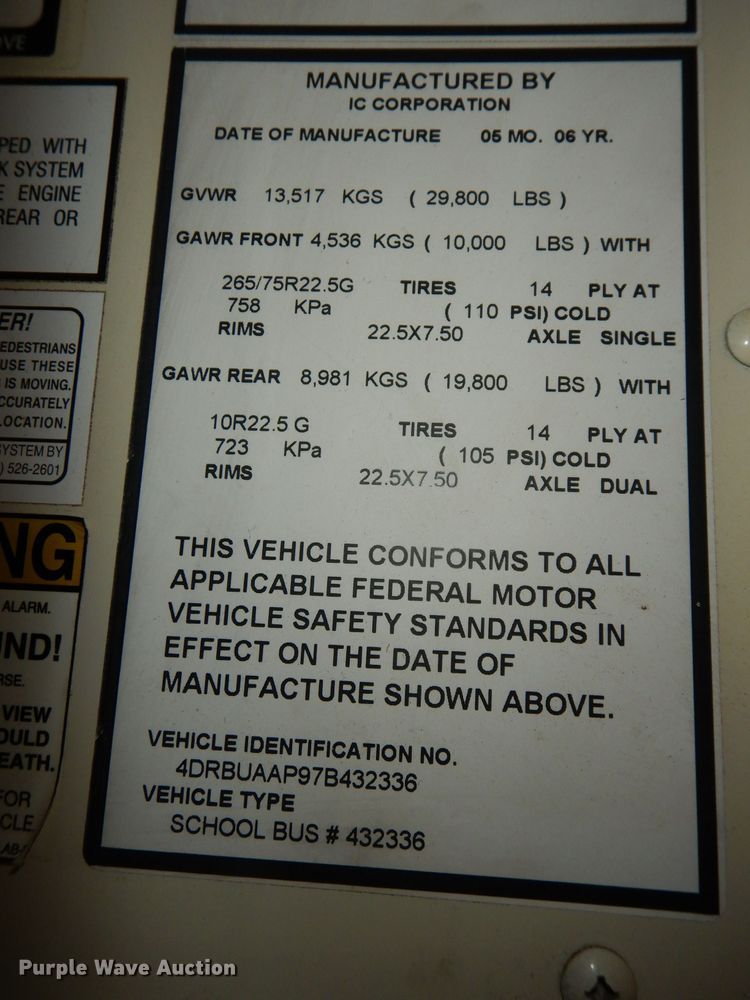 OVE
PED WITH
K SYSTEM
E ENGINE
REAR OR
ER!
EDESTRIANS
USE THESE
IS MOVING.
CCURATELY
LOCATION.
SYSTEM BY
) 526-2601
NG
ALARM.
IND!
RSE.
VIEW
OULD
EATH.
FOR
CLE
MANUFACTURED BY
IC CORPORATION
DATE OF MANUFACTURE 05 MO. 06 YR.
GVWR 13,517 KGS ( 29,800 LBS )
GAWR FRONT 4,536 KGS ( 10,000 LBS ) WITH
265/75R22.5G TIRES 14 PLY AT
758 KPa ( 110 PSI) COLD
RIMS 22.5X7.50 AXLE SINGLE
GAWR REAR 8,981 KGS ( 19,800 LBS ) WITH
10R22.5 G TIRES 14 PLY AT
723 KPa ( 105 PSI) COLD
RIMS 22.5X7.50 AXLE DUAL
THIS VEHICLE CONFORMS TO ALL
APPLICABLE FEDERAL MOTOR
VEHICLE SAFETY STANDARDS IN
EFFECT ON THE DATE OF
MANUFACTURE SHOWN ABOVE.
VEHICLE IDENTIFICATION NO.
4DRBUAAP97B432336
VEHICLE TYPE
SCHOOL BUS # 432336
Purple Wave Auction